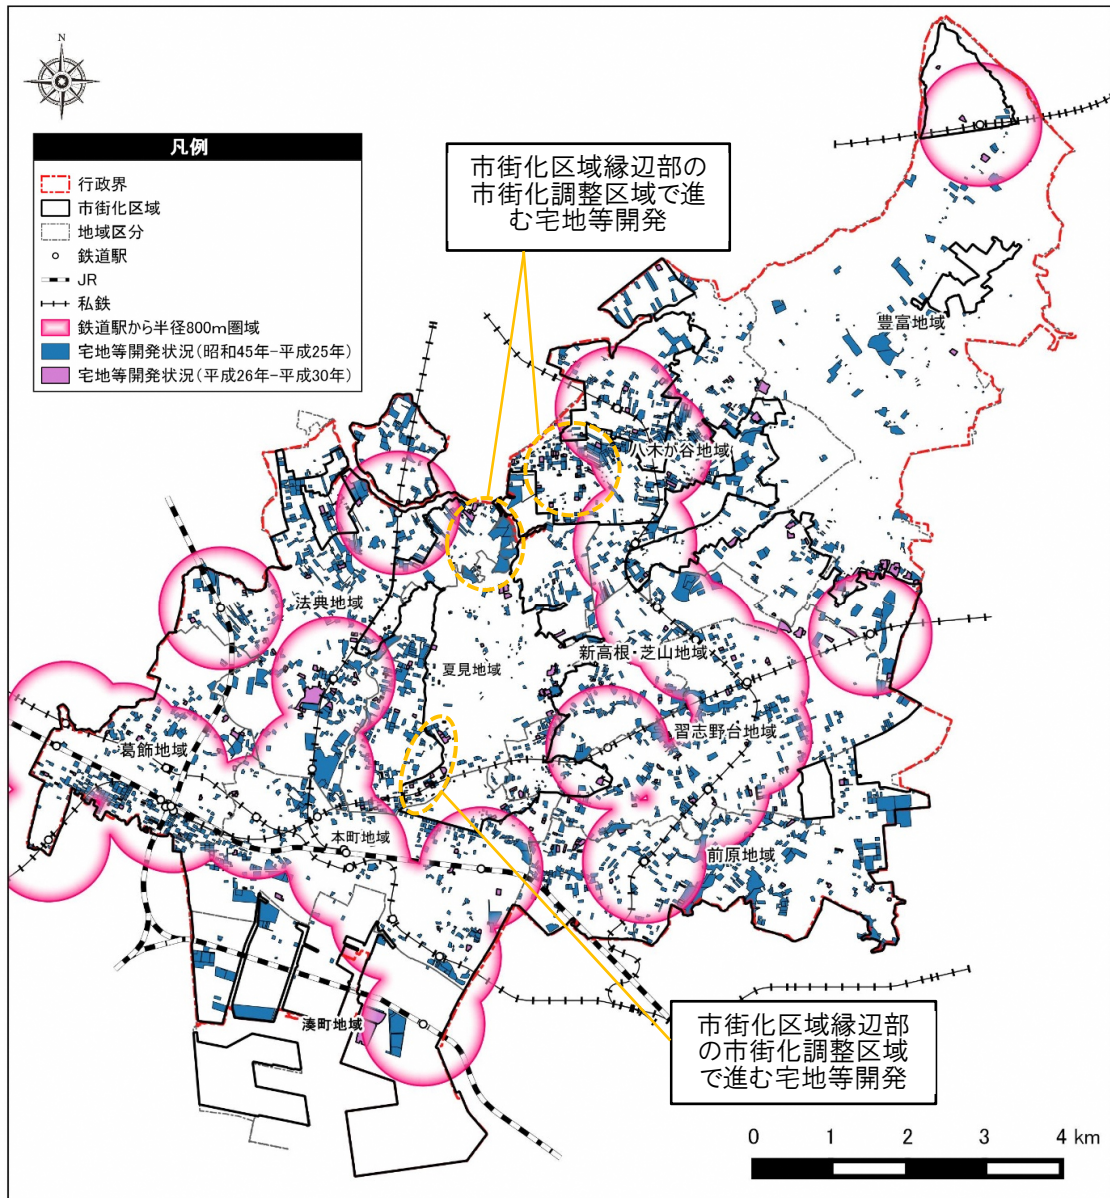 N
凡例
行政界
市街化区域
地域区分
鉄道駅
JR
私鉄
鉄道駅から半径800m圏域
宅地等開発状況(昭和45年-平成25年)
宅地等開発状況(平成26年-平成30年)
市街化区域縁辺部の
市街化調整区域で進
む宅地等開発
豊富地域
八木が谷地域
法典地域
新高根・芝山地域
夏見地域
習志野台地域
葛飾地域
本町地域
前原地域
湊町地域
市街化区域縁辺部
の市街化調整区域
で進む宅地等開発
0 1 2 3 4 km